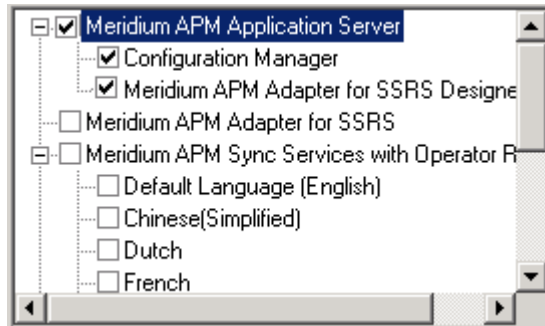 Meridium APM Application Server
Configuration Manager
Meridium APM Adapter for SSRS Designe
Meridium APM Adapter for SSRS
Meridium APM Sync Services with Operator R
Default Language (English)
Chinese(Simplified)
Dutch
French